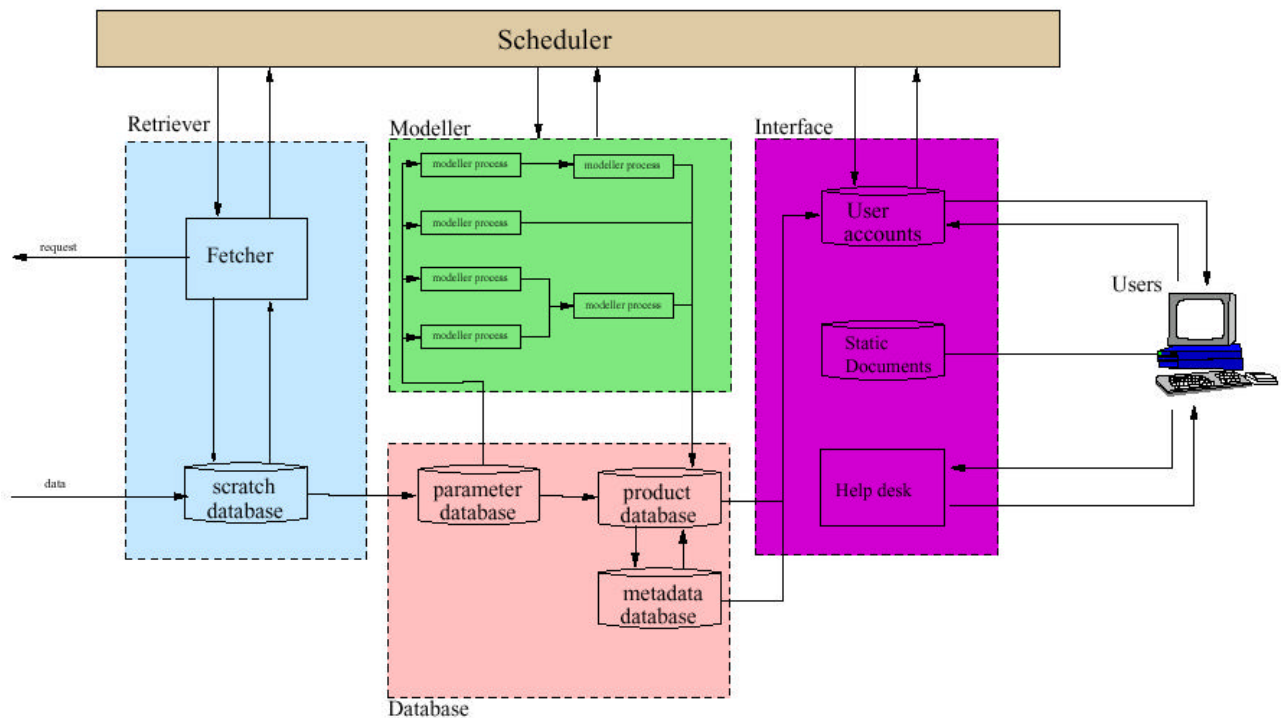 Scheduler
Retriever
Modeller
Interface
modeller process
modeller process
User
accounts
modeller process
request
Fetcher
modeller process
Users
modeller process
modeller process
Static
Documents
data
scratch
database
parameter
database
product
database
Help desk
metadata
database
Database